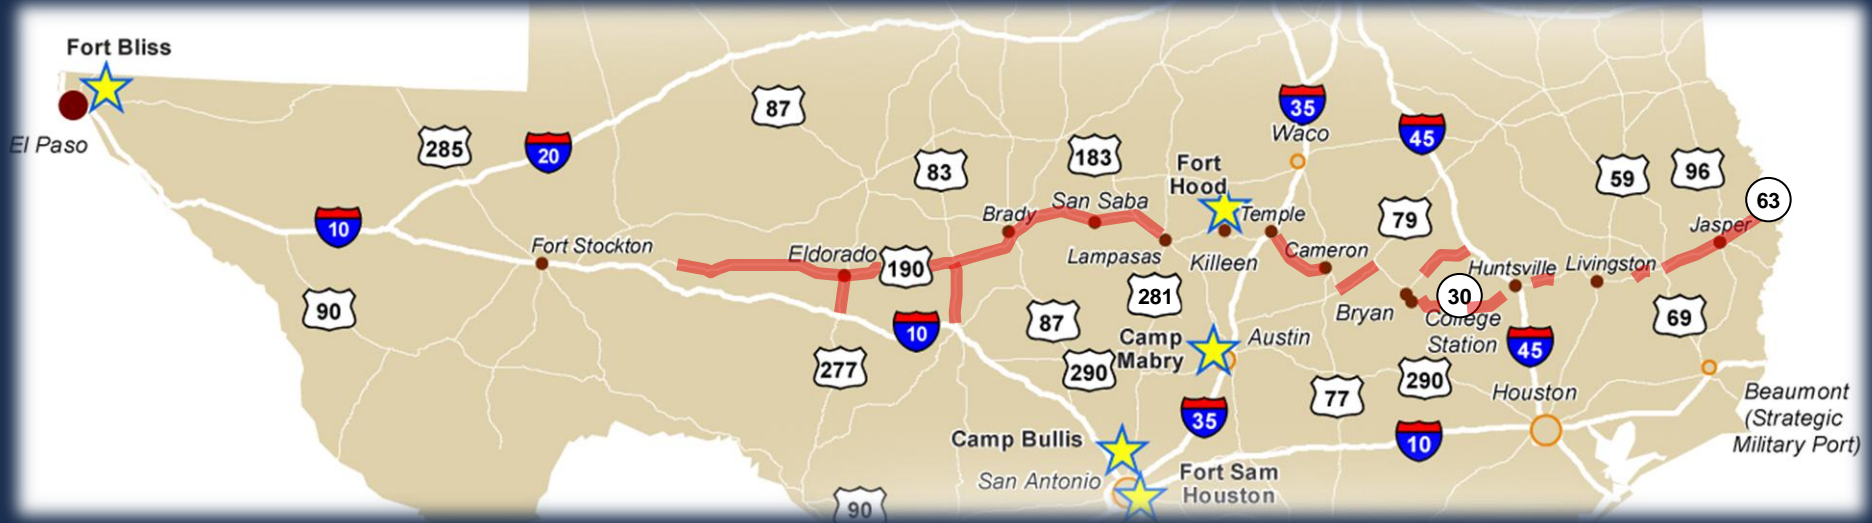 Fort Bliss
El Paso
285
20
10
90
Fort Stockton
87
83
183
Eldorado
190
Brady
San Saba
Lampasas
Fort
Hood
Killeen
Temple
35
Waco
45
79
59
96
63
Cameron
Bryan
30
College
Station
Huntsville
Livingston
Jasper
69
277
10
87
281
290
Camp
Mabry
Austin
77
290
45
Houston
Beaumont
(Strategic
Military Port)
35
10
Camp Bullis
San Antonio
Fort Sam
Houston
90